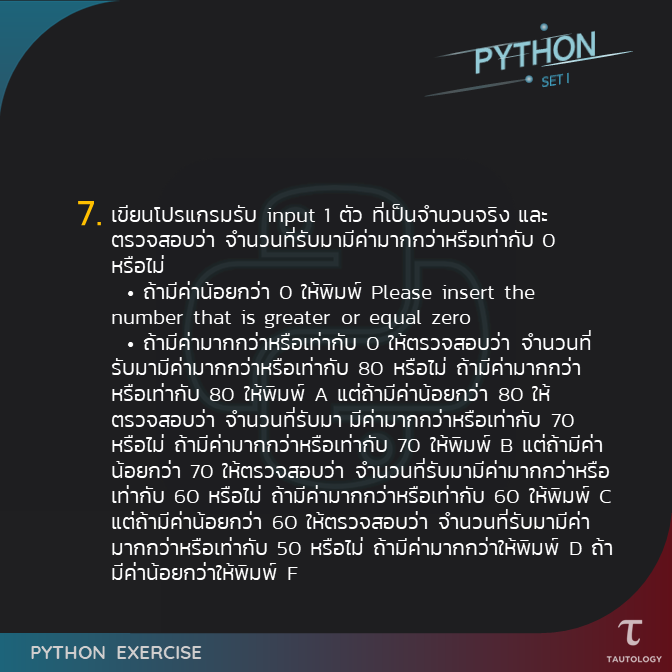 PYTHON
SET I
7. เขียนโปรแกรมรับ input 1 ตัว ที่เป็นจำนวนจริง และ
ตรวจสอบว่า จำนวนที่รับมามีค่ามากกว่าหรือเท่ากับ 0
หรือไม่
• ถ้ามีค่าน้อยกว่า 0 ให้พิมพ์ Please insert the
number that is greater or equal zero
• ถ้ามีค่ามากกว่าหรือเท่ากับ 0 ให้ตรวจสอบว่า จำนวนที่
รับมามีค่ามากกว่าหรือเท่ากับ 80 หรือไม่ ถ้ามีค่ามากกว่า
หรือเท่ากับ 80 ให้พิมพ์ A แต่ถ้ามีค่าน้อยกว่า 80 ให้
ตรวจสอบว่า จำนวนที่รับมา มีค่ามากกว่าหรือเท่ากับ 70
หรือไม่ ถ้ามีค่ามากกว่าหรือเท่ากับ 70 ให้พิมพ์ B แต่ถ้ามีค่า
น้อยกว่า 70 ให้ตรวจสอบว่า จำนวนที่รับมามีค่ามากกว่าหรือ
เท่ากับ 60 หรือไม่ ถ้ามีค่ามากกว่าหรือเท่ากับ 60 ให้พิมพ์ C
แต่ถ้ามีค่าน้อยกว่า 60 ให้ตรวจสอบว่า จำนวนที่รับมามีค่า
มากกว่าหรือเท่ากับ 50 หรือไม่ ถ้ามีค่ามากกว่าให้พิมพ์ D ถ้า
มีค่าน้อยกว่าให้พิมพ์ F
PYTHON EXERCISE
τ
TAUTOLOGY